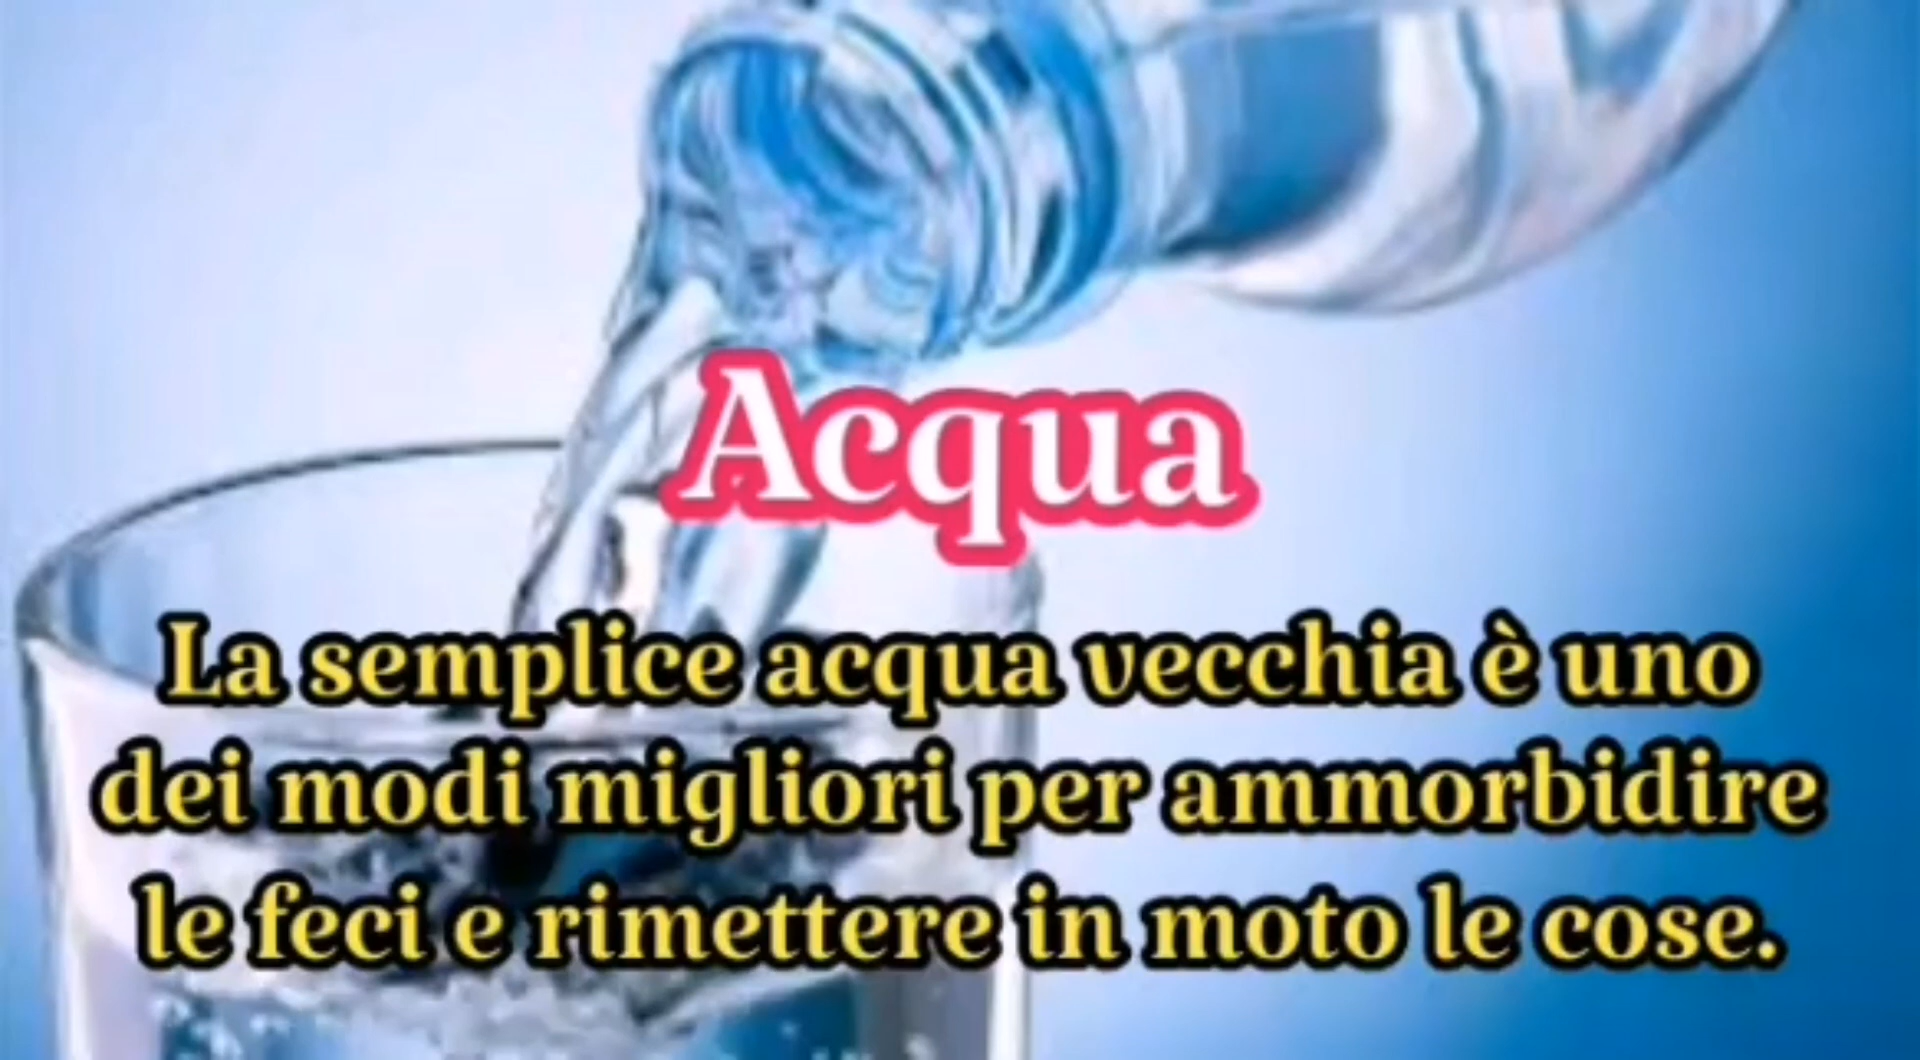 Acqua
La semplice acqua vecchia è uno
dei modi migliori per ammorbidire
le feci e rimettere in moto le cose.